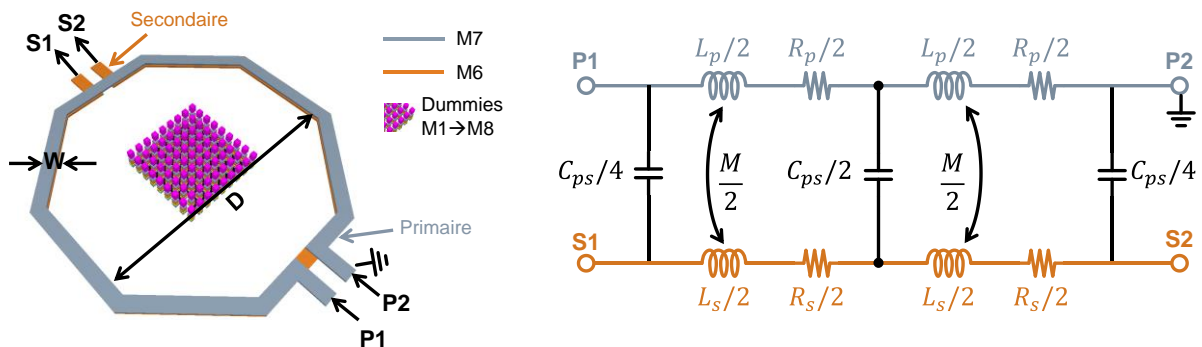 S1
S2
Secondaire
M7
M6
Dummies
M1→M8
W
D
Primaire
P2
P1
P1
L_p/2
R_p/2
L_p/2
R_p/2
P2
C_ps/4
M/2
C_ps/2
M/2
C_ps/4
S1
S2
L_s/2
R_s/2
L_s/2
R_s/2